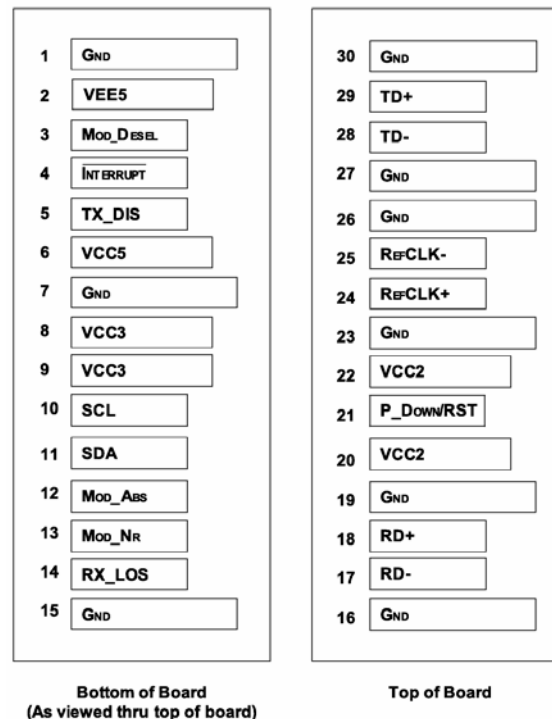 1 GND
2 VEE5
3 MOD_DESEL
4 INTERRUPT
5 TX_DIS
6 VCC5
7 GND
8 VCC3
9 VCC3
10 SCL
11 SDA
12 MOD_ABS
13 MOD_NR
14 RX_LOS
15 GND
Bottom of Board
(As viewed thru top of board)
30 GND
29 TD+
28 TD-
27 GND
26 GND
25 REFCLK-
24 REFCLK+
23 GND
22 VCC2
21 P_DOWN/RST
20 VCC2
19 GND
18 RD+
17 RD-
16 GND
Top of Board